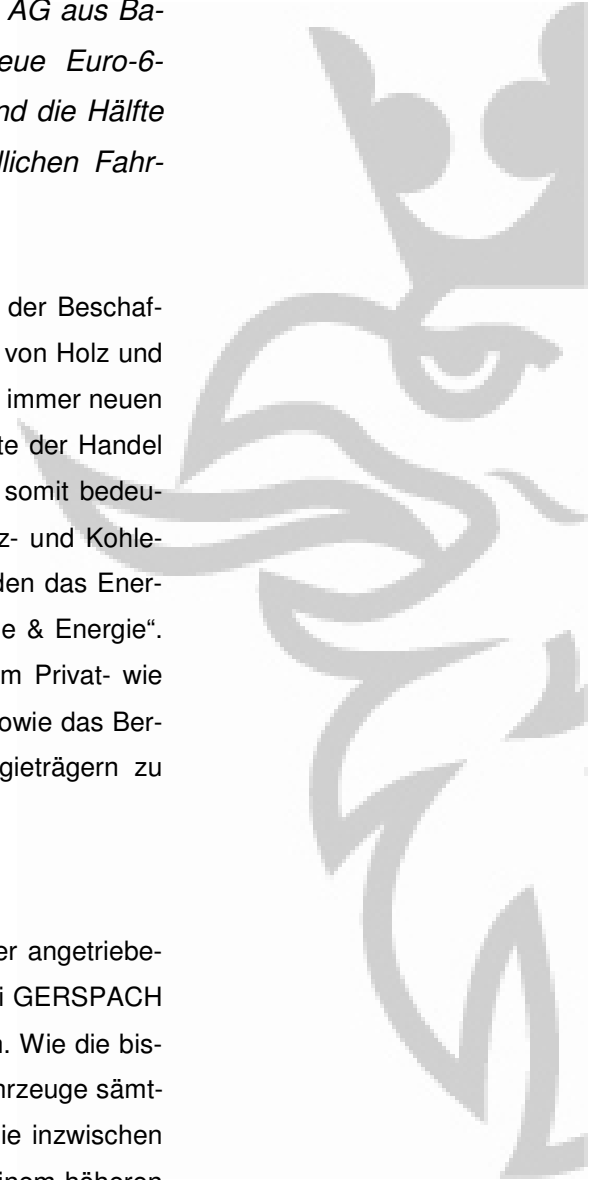 AG aus Ba-
eue Euro-6-
nd die Hälfte
llichen Fahr-
der Beschaf-
von Holz und
immer neuen
te der Handel
somit bedeu-
z- und Kohle-
den das Ener-
e & Energie“.
m Privat- wie
owie das Ber-
gieträgern zu
er angetriebe-
i GERSPACH
n. Wie die bis-
hrzeuge sämt-
ie inzwischen
inem höheren